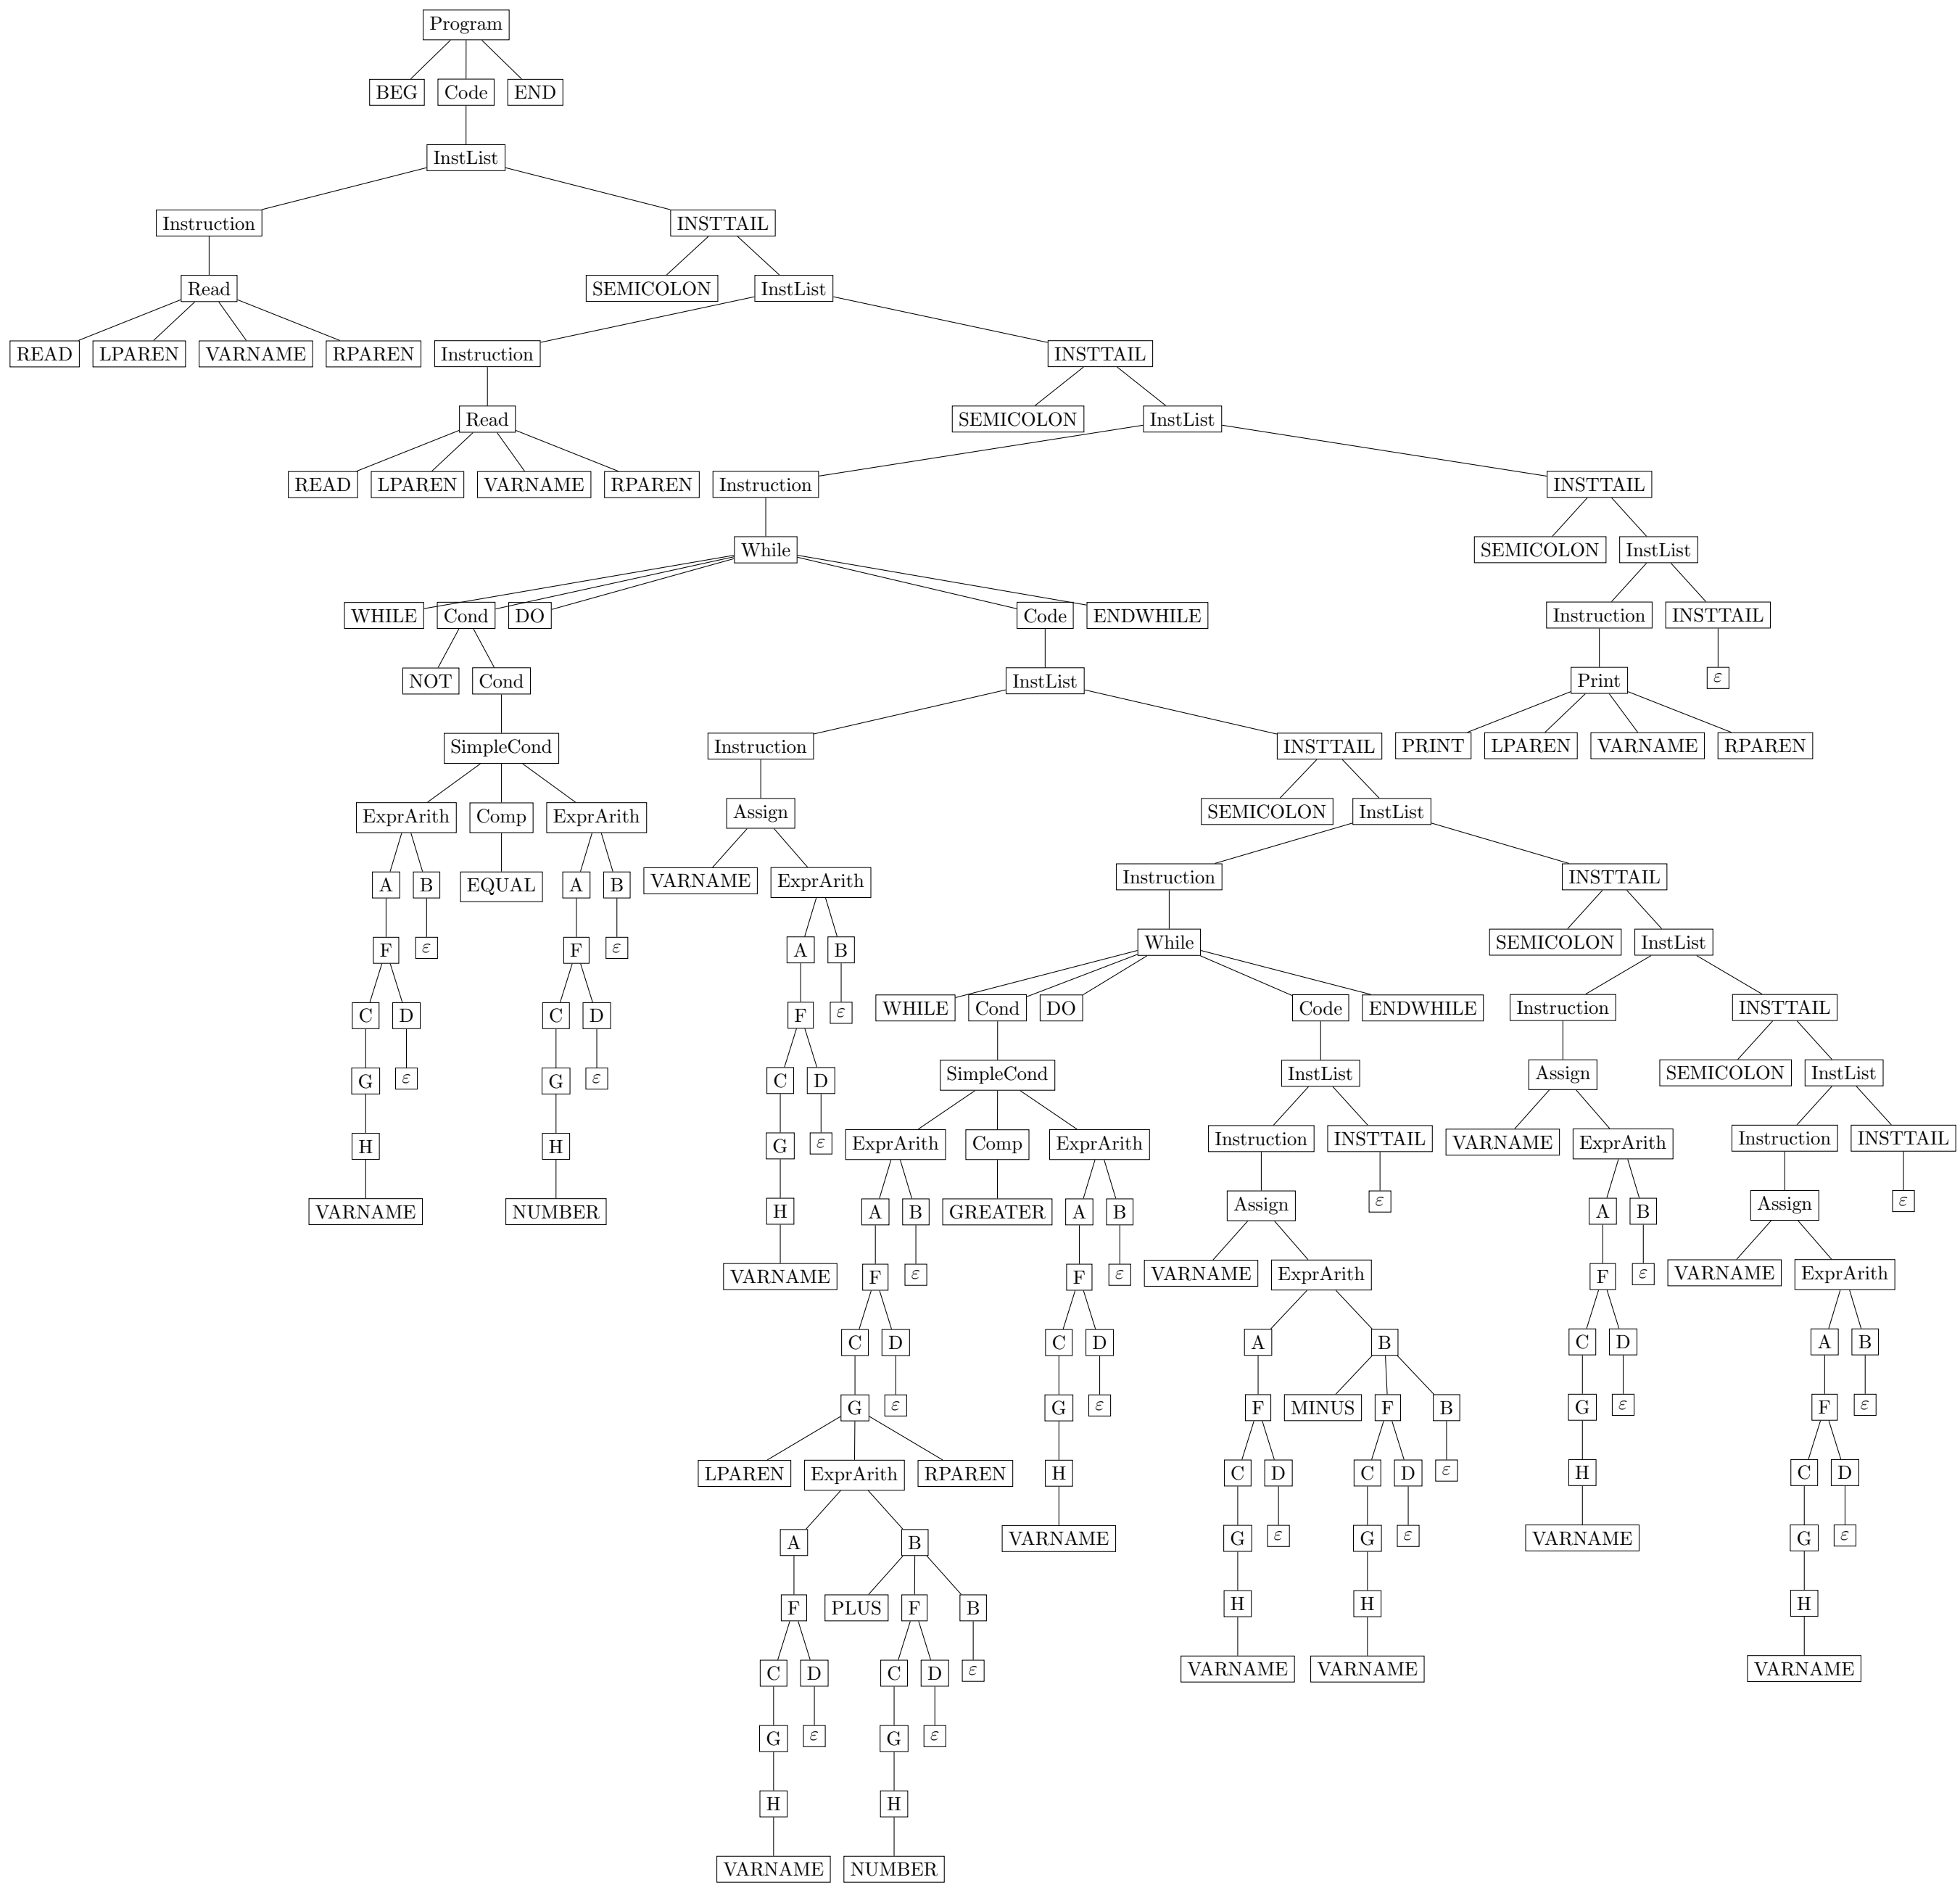 Program
BEG Code END
InstList
Instruction INSTTAIL
Read SEMICOLON InstList
READ LPAREN VARNAME RPAREN Instruction INSTTAIL
Read SEMICOLON InstList
READ LPAREN VARNAME RPAREN Instruction INSTTAIL
While SEMICOLON InstList
WHILE Cond DO Code ENDWHILE Instruction INSTTAIL
NOT Cond InstList Print ε
SimpleCond Instruction INSTTAIL PRINT LPAREN VARNAME RPAREN
ExprArith Comp ExprArith Assign SEMICOLON InstList
A B EQUAL A B VARNAME ExprArith Instruction INSTTAIL
F ε F ε A B While SEMICOLON InstList
C D C D F ε WHILE Cond DO Code ENDWHILE Instruction INSTTAIL
G ε G ε C D SimpleCond InstList Assign SEMICOLON InstList
H H G ε ExprArith Comp ExprArith Instruction INSTTAIL VARNAME ExprArith Instruction INSTTAIL
VARNAME NUMBER H A B GREATER A B Assign ε A B Assign ε
VARNAME F ε F ε VARNAME ExprArith F ε VARNAME ExprArith
C D C D A B C D A B
G ε G ε F MINUS F B G ε F ε
LPAREN ExprArith RPAREN H C D C D ε H C D
A B VARNAME G ε G ε VARNAME G ε
F PLUS F B H H H
C D C D ε VARNAME VARNAME VARNAME
G ε G ε
H H
VARNAME NUMBER